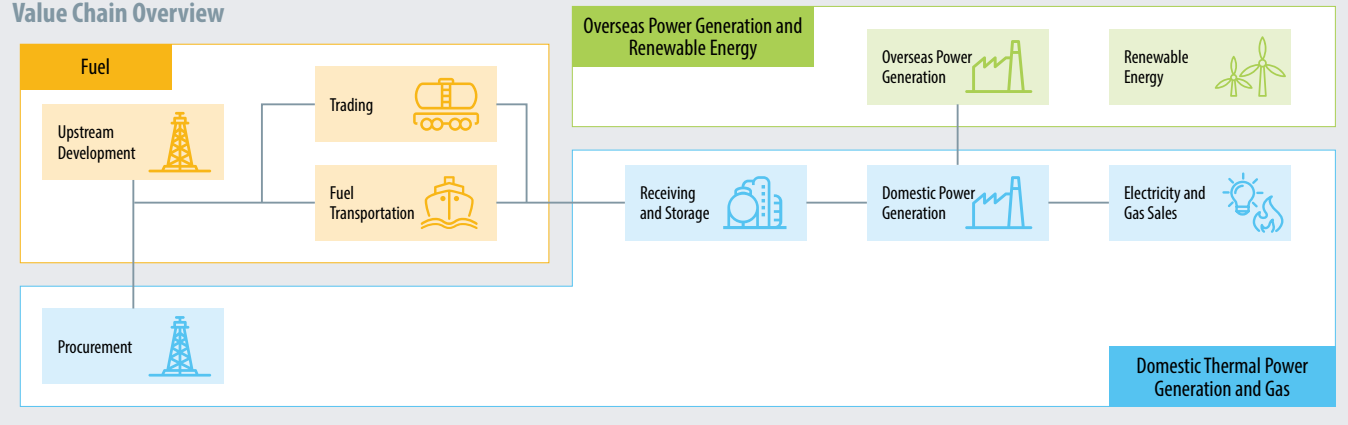 Value Chain Overview
Fuel
Upstream
Development
Trading
Fuel
Transportation
Overseas Power Generation and
Renewable Energy
Overseas Power
Generation
Renewable
Energy
Receiving
and Storage
Domestic Power
Generation
Electricity and
Gas Sales
Procurement
Domestic Thermal Power
Generation and Gas